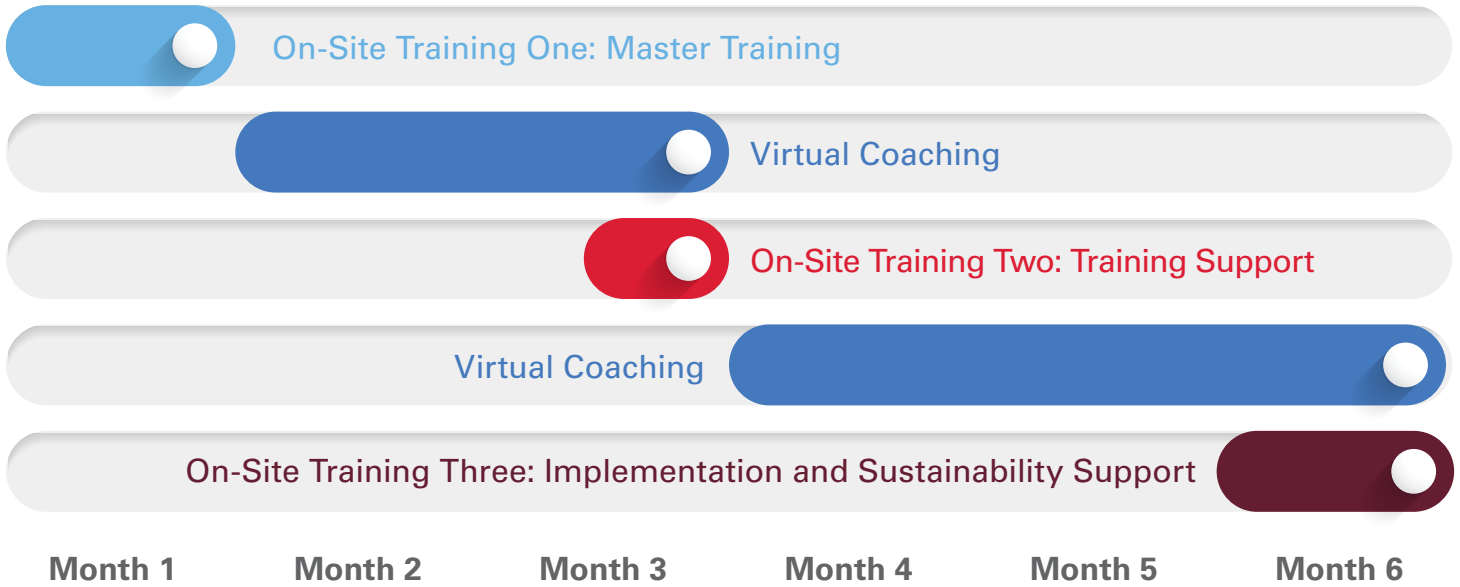 On-Site Training One: Master Training
Virtual Coaching
On-Site Training Two: Training Support
Virtual Coaching
On-Site Training Three: Implementation and Sustainability Support
Month 1 Month 2 Month 3 Month 4 Month 5 Month 6